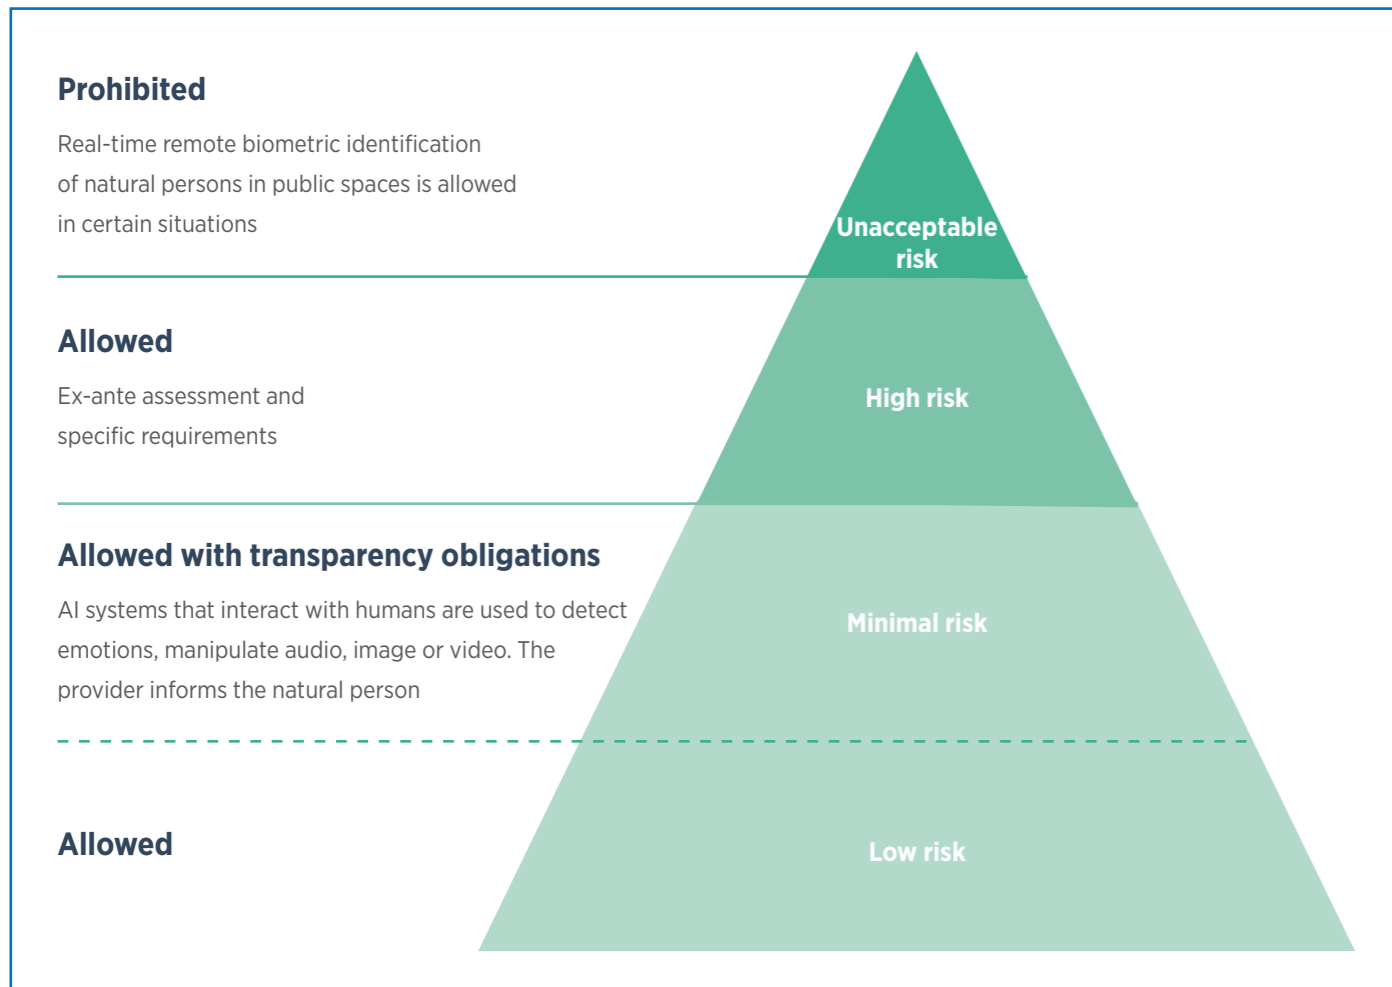 Prohibited
Real-time remote biometric identification
of natural persons in public spaces is allowed
in certain situations
Unacceptable
risk
Allowed
Ex-ante assessment and
specific requirements
High risk
Allowed with transparency obligations
AI systems that interact with humans are used to detect
emotions, manipulate audio, image or video. The
provider informs the natural person
Minimal risk
Allowed
Low risk